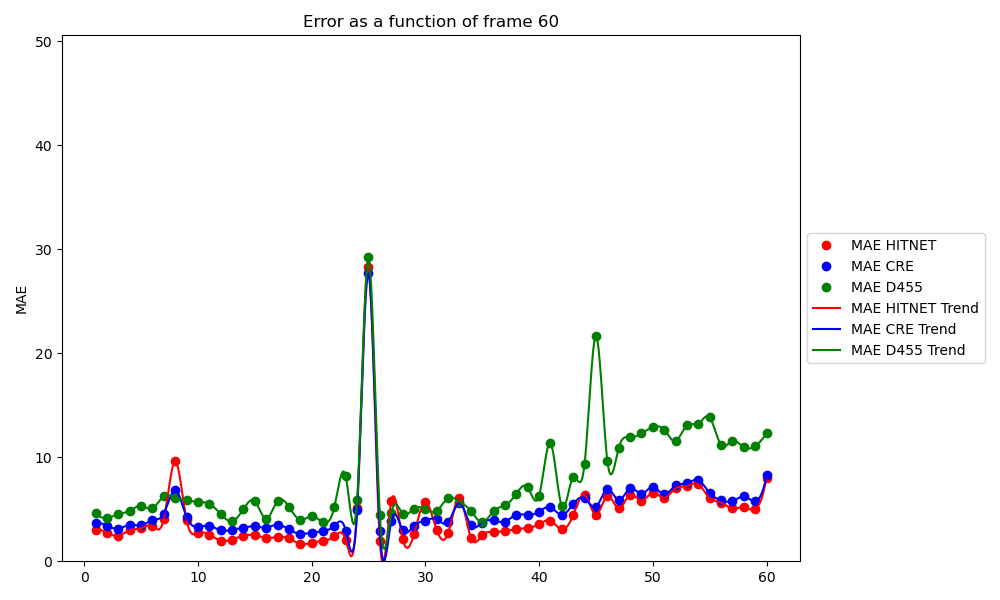 Error as a function of frame 60
MAE
50
40
30
20
10
0
0 10 20 30 40 50 60
MAE HITNET
MAE CRE
MAE D455
MAE HITNET Trend
MAE CRE Trend
MAE D455 Trend